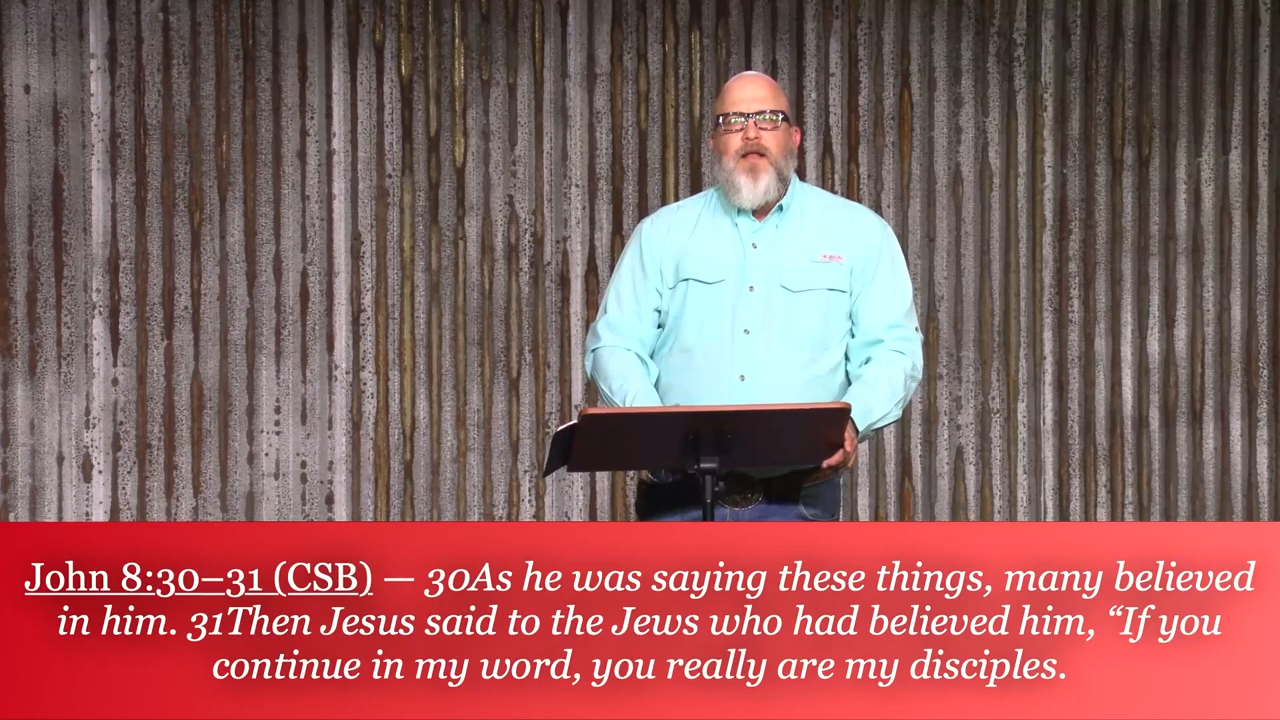 John 8:30–31 (CSB) — 30As he was saying these things, many believed
in him. 31Then Jesus said to the Jews who had believed him, “If you
continue in my word, you really are my disciples.